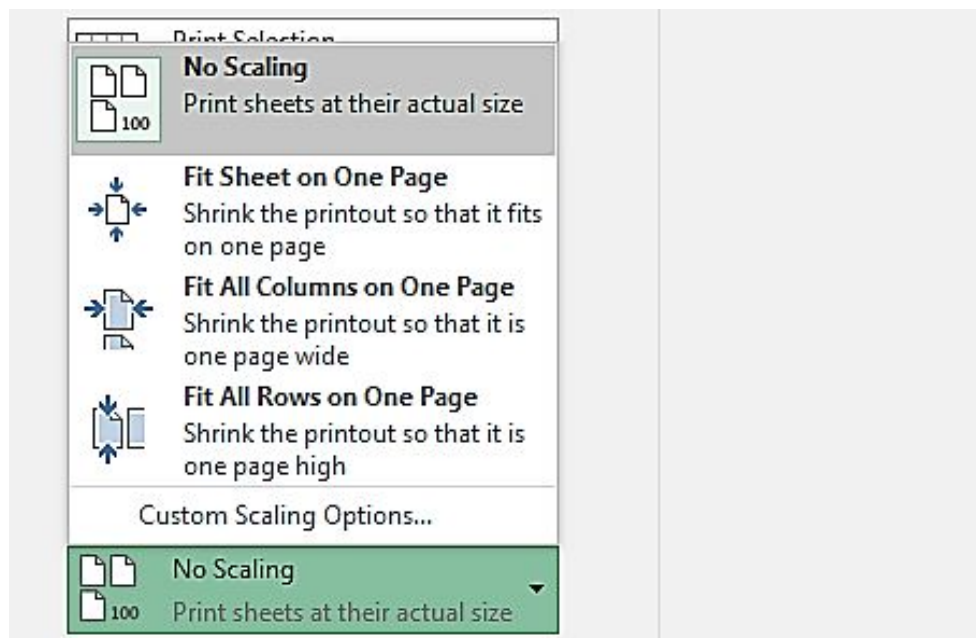 Print Selection
No Scaling
Print sheets at their actual size
100
Fit Sheet on One Page
Shrink the printout so that it fits
on one page
Fit All Columns on One Page
Shrink the printout so that it is
one page wide
Fit All Rows on One Page
Shrink the printout so that it is
one page high
Custom Scaling Options...
No Scaling
100
Print sheets at their actual size